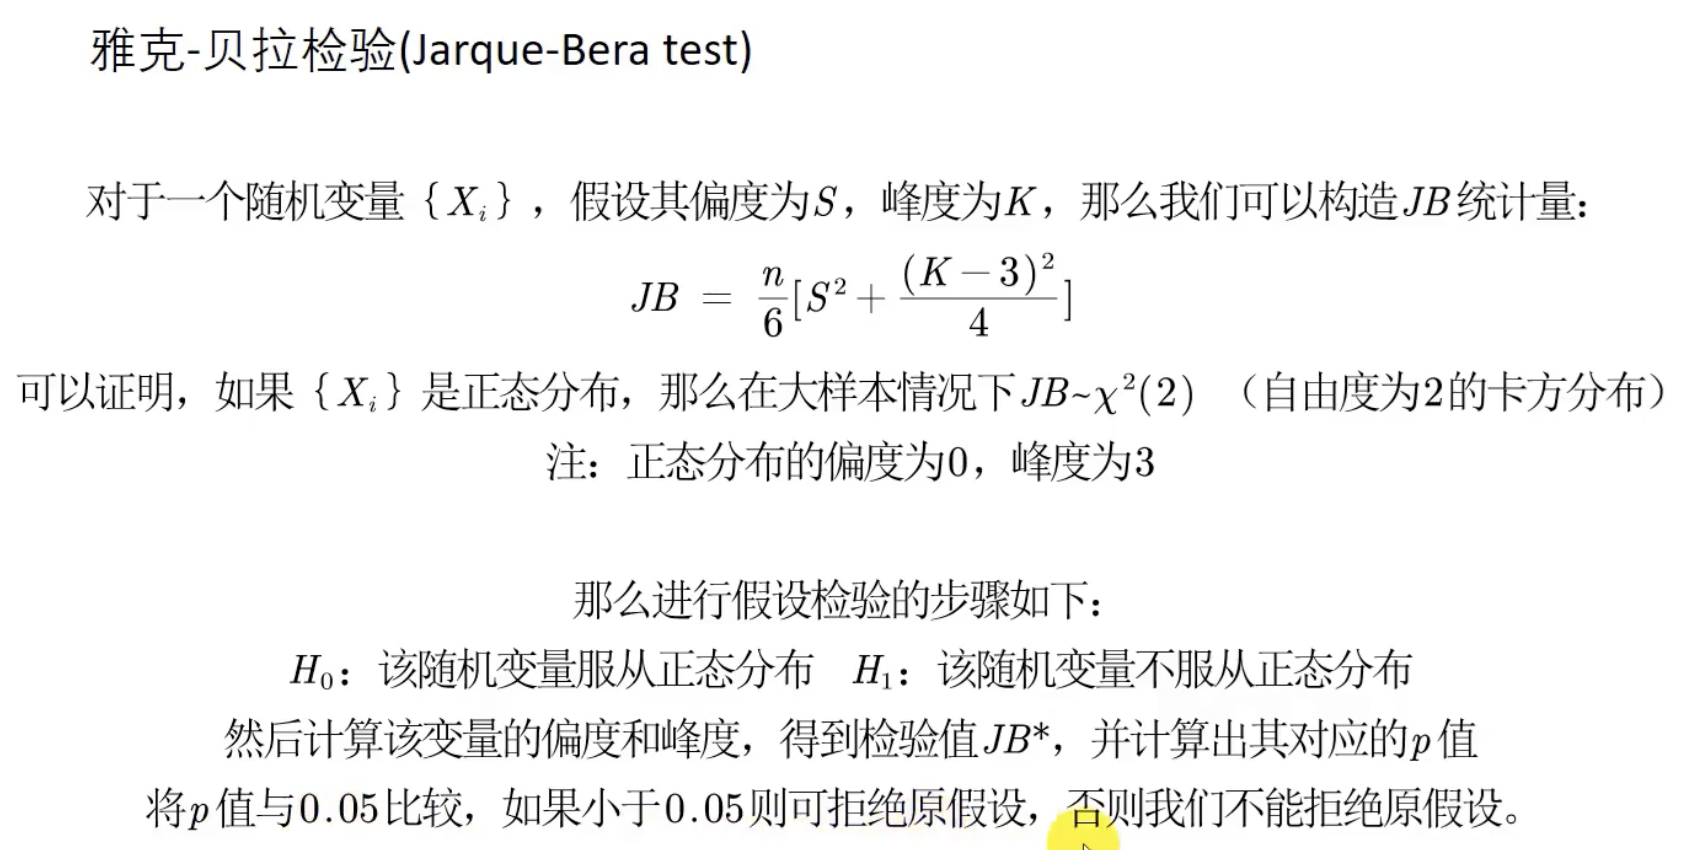 雅克-贝拉检验(Jarque-Bera test)
对于一个随机变量{X_i}，假设其偏度为S，峰度为K，那么我们可以构造JB统计量：
JB = \frac{n}{6}[S^2 + \frac{(K-3)^2}{4}]
可以证明，如果{X_i}是正态分布，那么在大样本情况下JB~χ^2(2)（自由度为2的卡方分布）
注：正态分布的偏度为0，峰度为3
那么进行假设检验的步骤如下：
H_0：该随机变量服从正态分布 H_1：该随机变量不服从正态分布
然后计算该变量的偏度和峰度，得到检验值JB*，并计算出其对应的p值
将p值与0.05比较，如果小于0.05则可拒绝原假设，否则我们不能拒绝原假设。